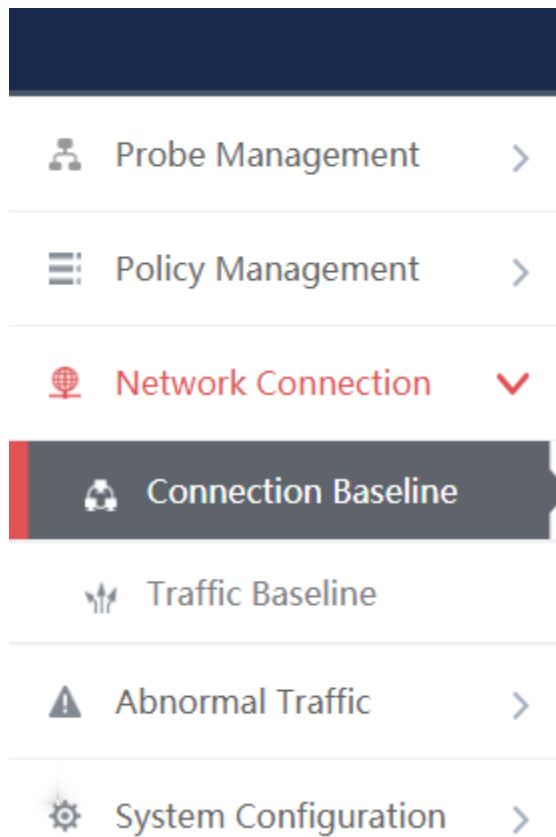 Probe Management
Policy Management
Network Connection
Connection Baseline
Traffic Baseline
Abnormal Traffic
System Configuration